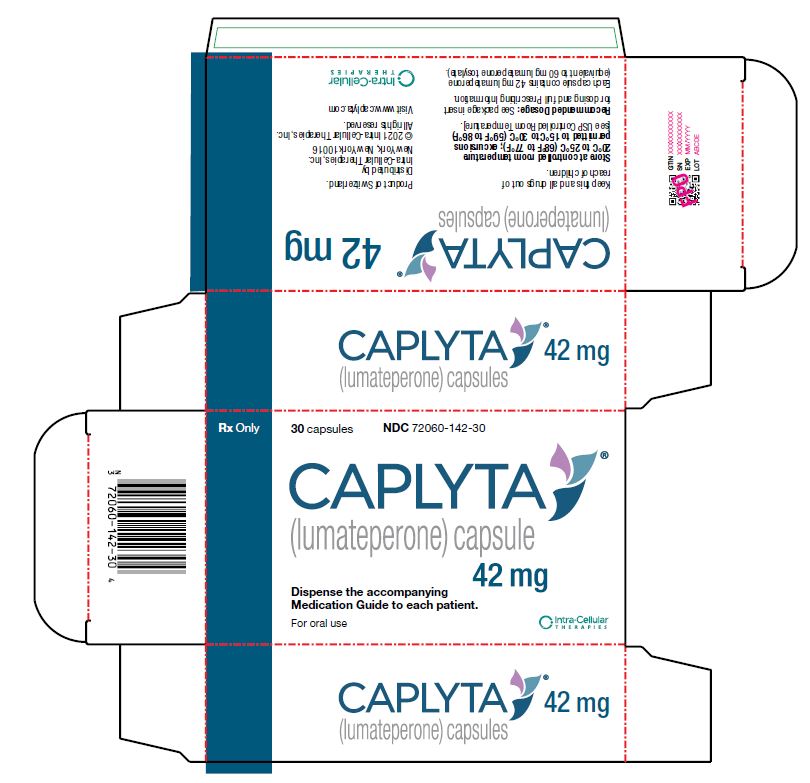 CAPLYTA® 42 mg
(lumateperone) capsules
Keep this and all drugs out of
reach of children.
Store at controlled room temperature
20°C to 25°C (68°F to 77°F); excursions
permitted to 15°C to 30°C (59°F to 86°F)
[see USP Controlled Room Temperature].
Recommended Dosage: See package insert
for dosing and full Prescribing Information.
Each capsule contains 42 mg lumateperone
(equivalent to 60 mg lumateperone tosylate).
Product of Switzerland.
Distributed by
Intra-Cellular Therapies, Inc.
New York, New York 10016
© 2021 Intra-Cellular Therapies, Inc.
All rights reserved.
Visit www.caplyta.com
Intra-Cellular
THERAPIES
GTIN
SN
EXP MM/YYYY
LOT ABCDE
CAPLYTA® 42 mg
(lumateperone) capsules
Rx Only 30 capsules NDC 72060-142-30
CAPLYTA®
(lumateperone) capsule
42 mg
Dispense the accompanying
Medication Guide to each patient.
For oral use
Intra-Cellular
THERAPIES
N
3 72060-142-30 4
CAPLYTA® 42 mg
(lumateperone) capsules